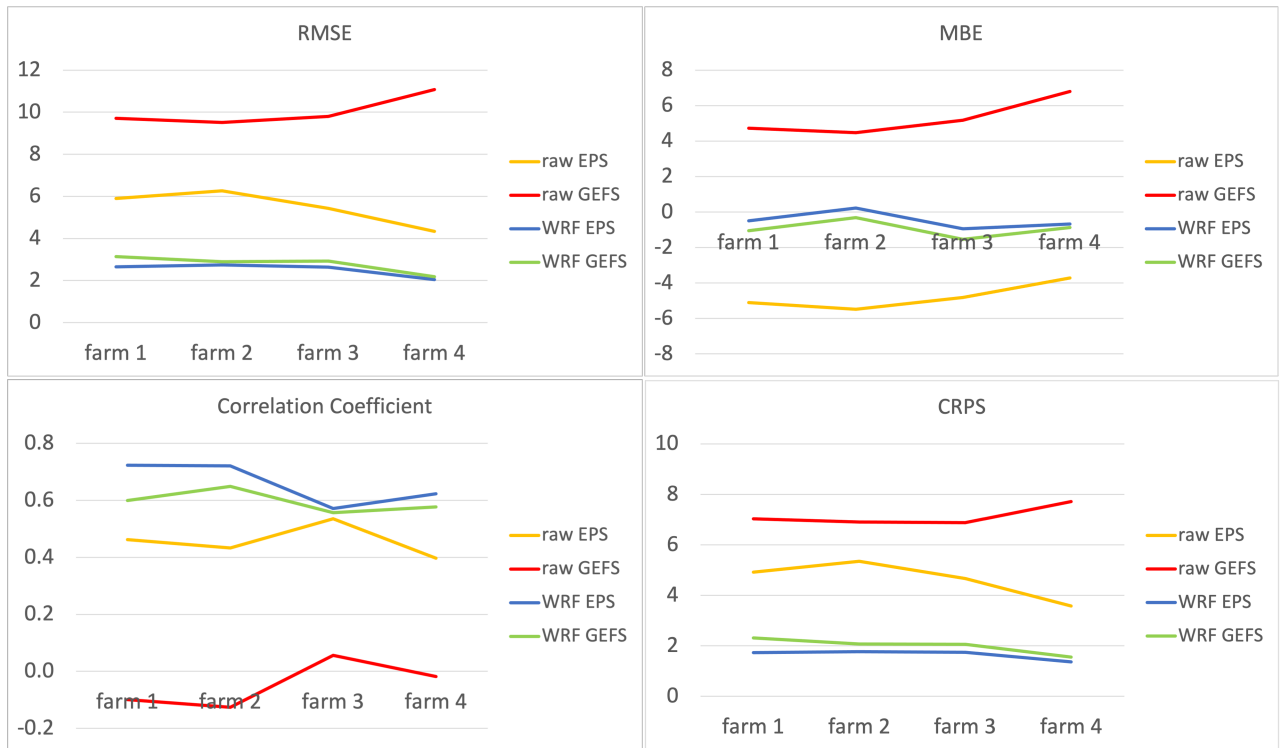 RMSE
12
10
8
6
4
2
0
farm 1 farm 2 farm 3 farm 4
raw EPS
raw GEFS
WRF EPS
WRF GEFS
MBE
8
6
4
2
0
-2
-4
-6
-8
farm 1 farm 2 farm 3 farm 4
raw EPS
raw GEFS
WRF EPS
WRF GEFS
Correlation Coefficient
0.8
0.6
0.4
0.2
0.0
-0.2
farm 1 farm 2 farm 3 farm 4
raw EPS
raw GEFS
WRF EPS
WRF GEFS
CRPS
10
8
6
4
2
0
farm 1 farm 2 farm 3 farm 4
raw EPS
raw GEFS
WRF EPS
WRF GEFS